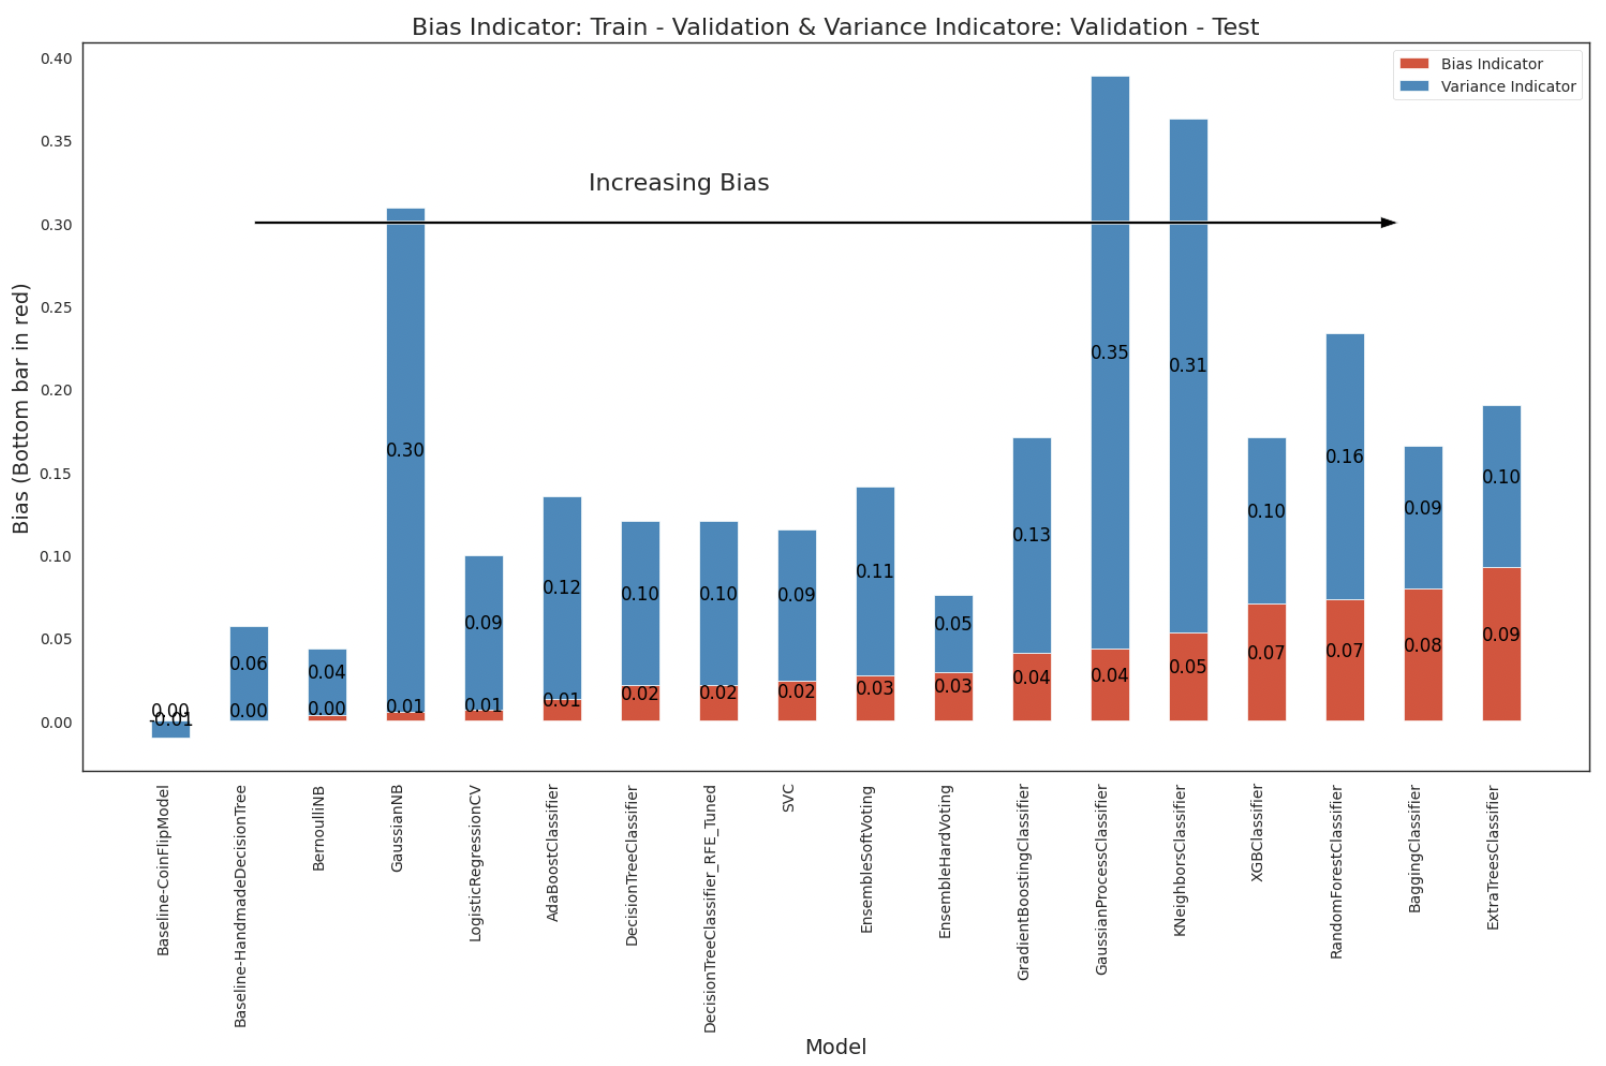 Bias Indicator: Train - Validation & Variance Indicatore: Validation - Test
Bias Indicator
Variance Indicator
Increasing Bias
Bias (Bottom bar in red)
0.40
0.35
0.30
0.25
0.20
0.15
0.10
0.05
0.00
0.00
-0.01
0.06
0.00
0.04
0.00
0.30
0.01
0.09
0.01
0.12
0.01
0.10
0.02
0.10
0.02
0.09
0.02
0.11
0.03
0.05
0.03
0.13
0.04
0.35
0.04
0.31
0.05
0.10
0.07
0.16
0.07
0.09
0.08
0.10
0.09
Baseline-CoinFlipModel
Baseline-HandmadeDecisionTree
BernoulliNB
GaussianNB
LogisticRegressionCV
AdaBoostClassifier
DecisionTreeClassifier
DecisionTreeClassifier_RFE_Tuned
SVC
EnsembleSoftVoting
EnsembleHardVoting
GradientBoostingClassifier
GaussianProcessClassifier
KNeighborsClassifier
XGBClassifier
RandomForestClassifier
BaggingClassifier
ExtraTreesClassifier
Model